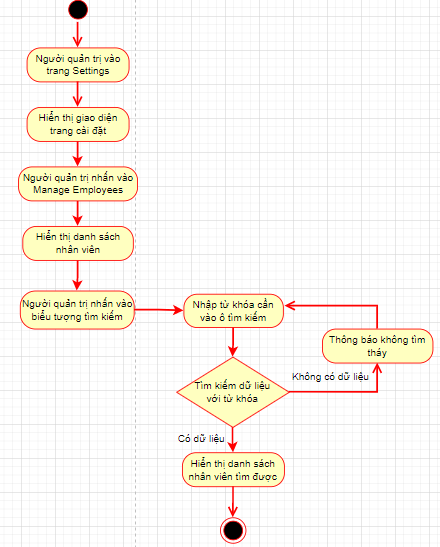 Người quản trị vào
trang Settings
Hiển thị giao diện
trang cài đặt
Người quản trị nhấn vào
Manage Employees
Hiển thị danh sách
nhân viên
Người quản trị nhấn vào
biểu tượng tìm kiếm
Nhập từ khóa cần
vào ô tìm kiếm
Thông báo không tìm
thấy
Không có dữ liệu
Tìm kiếm dữ liệu
với từ khóa
Có dữ liệu
Hiển thị danh sách
nhân viên tìm được